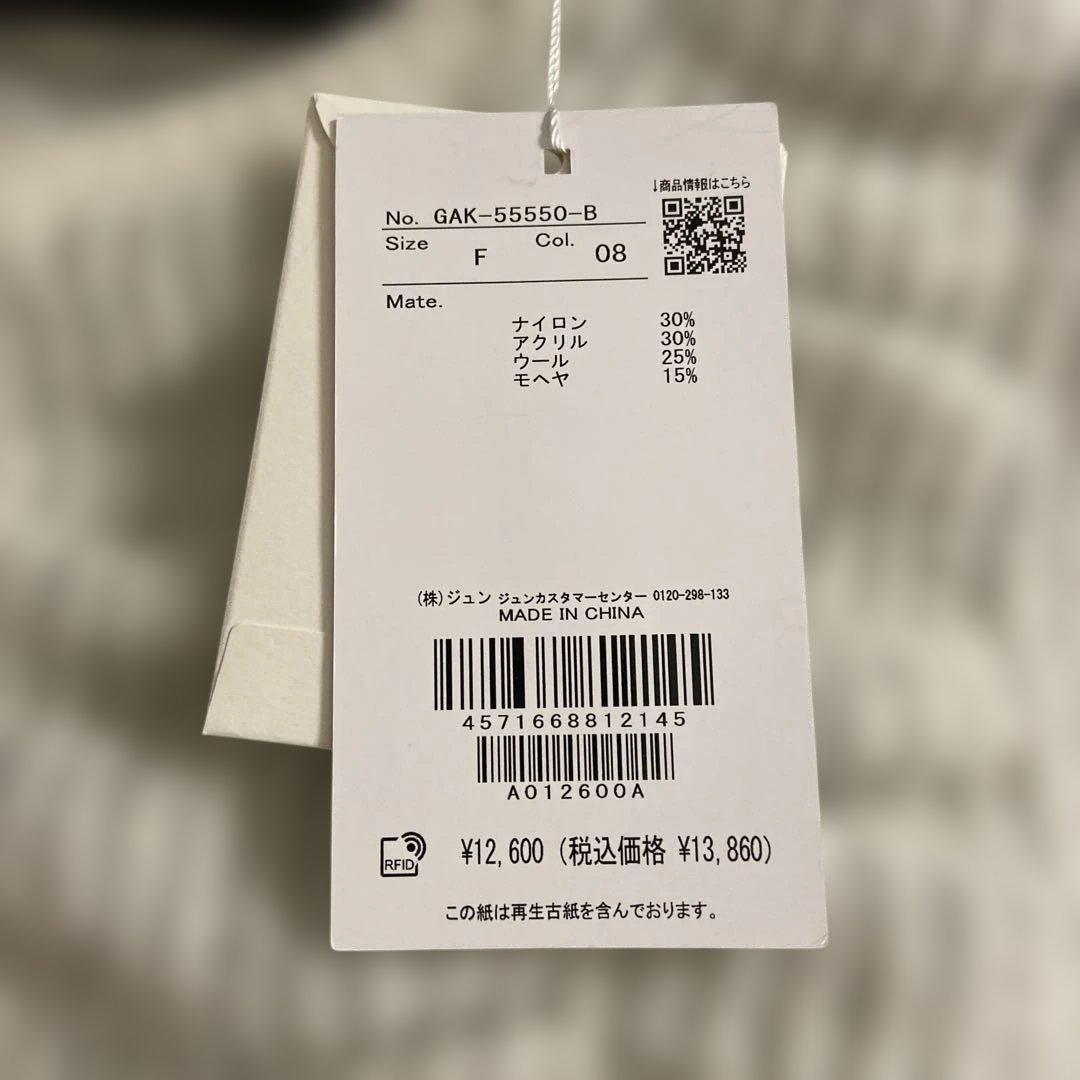 ↓商品情報はこちら
No. GAK-55550-B
Size F Col. 08
Mate.
ナイロン 30%
アクリル 30%
ウール 25%
モヘヤ 15%
(株)ジュン ジュンカスタマーセンター 0120-298-133
MADE IN CHINA
4571668812145
A012600A
RFID ¥12,600 (税込価格 ¥13,860)
この紙は再生古紙を含んでおります。